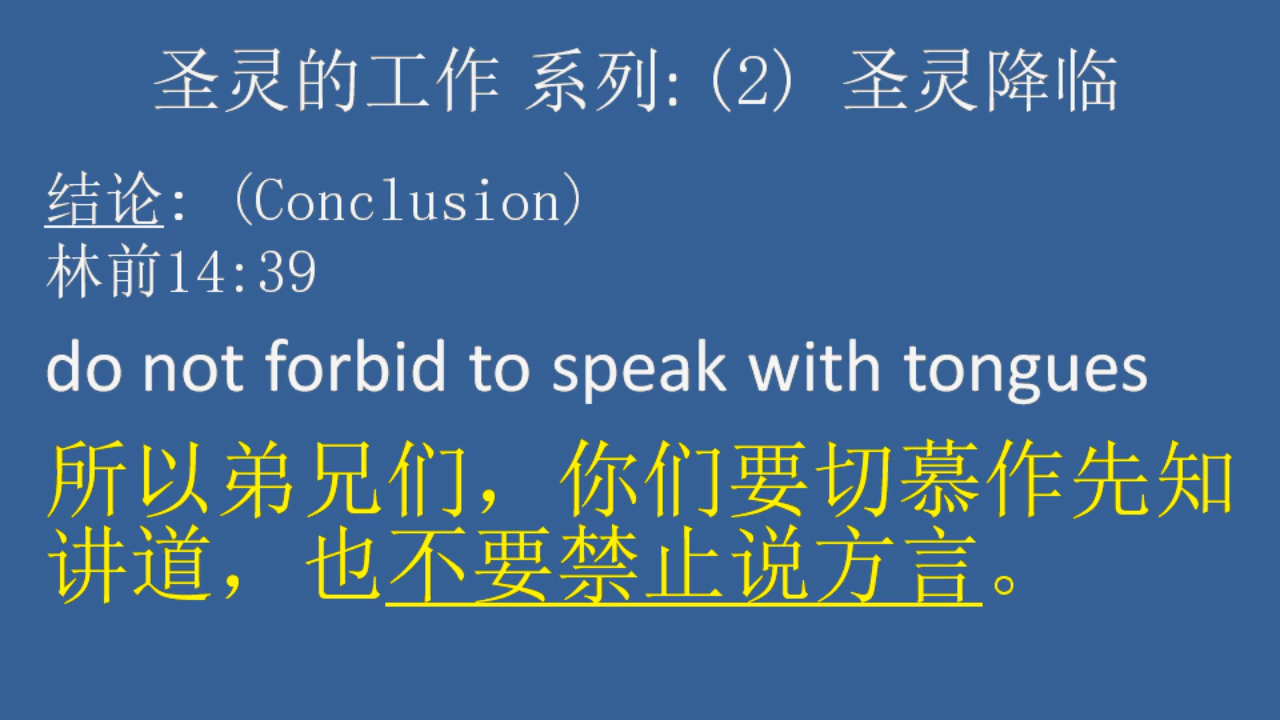 圣灵的工作 系列: (2) 圣灵降临
结论: (Conclusion)
林前14:39
do not forbid to speak with tongues
所以弟兄们，你们要切慕作先知
讲道，也不要禁止说方言。